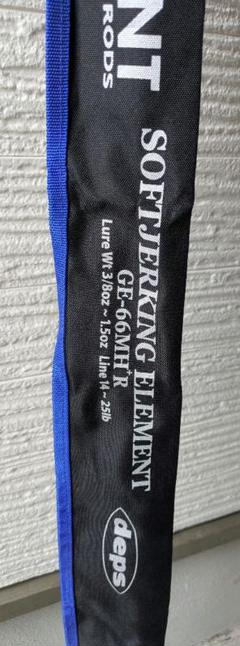 NT
RODS
SOFTJERKING ELEMENT
GE-66MH+R
Lure Wt 3/8oz ~ 1.5oz Line 14 ~ 25lb
deps